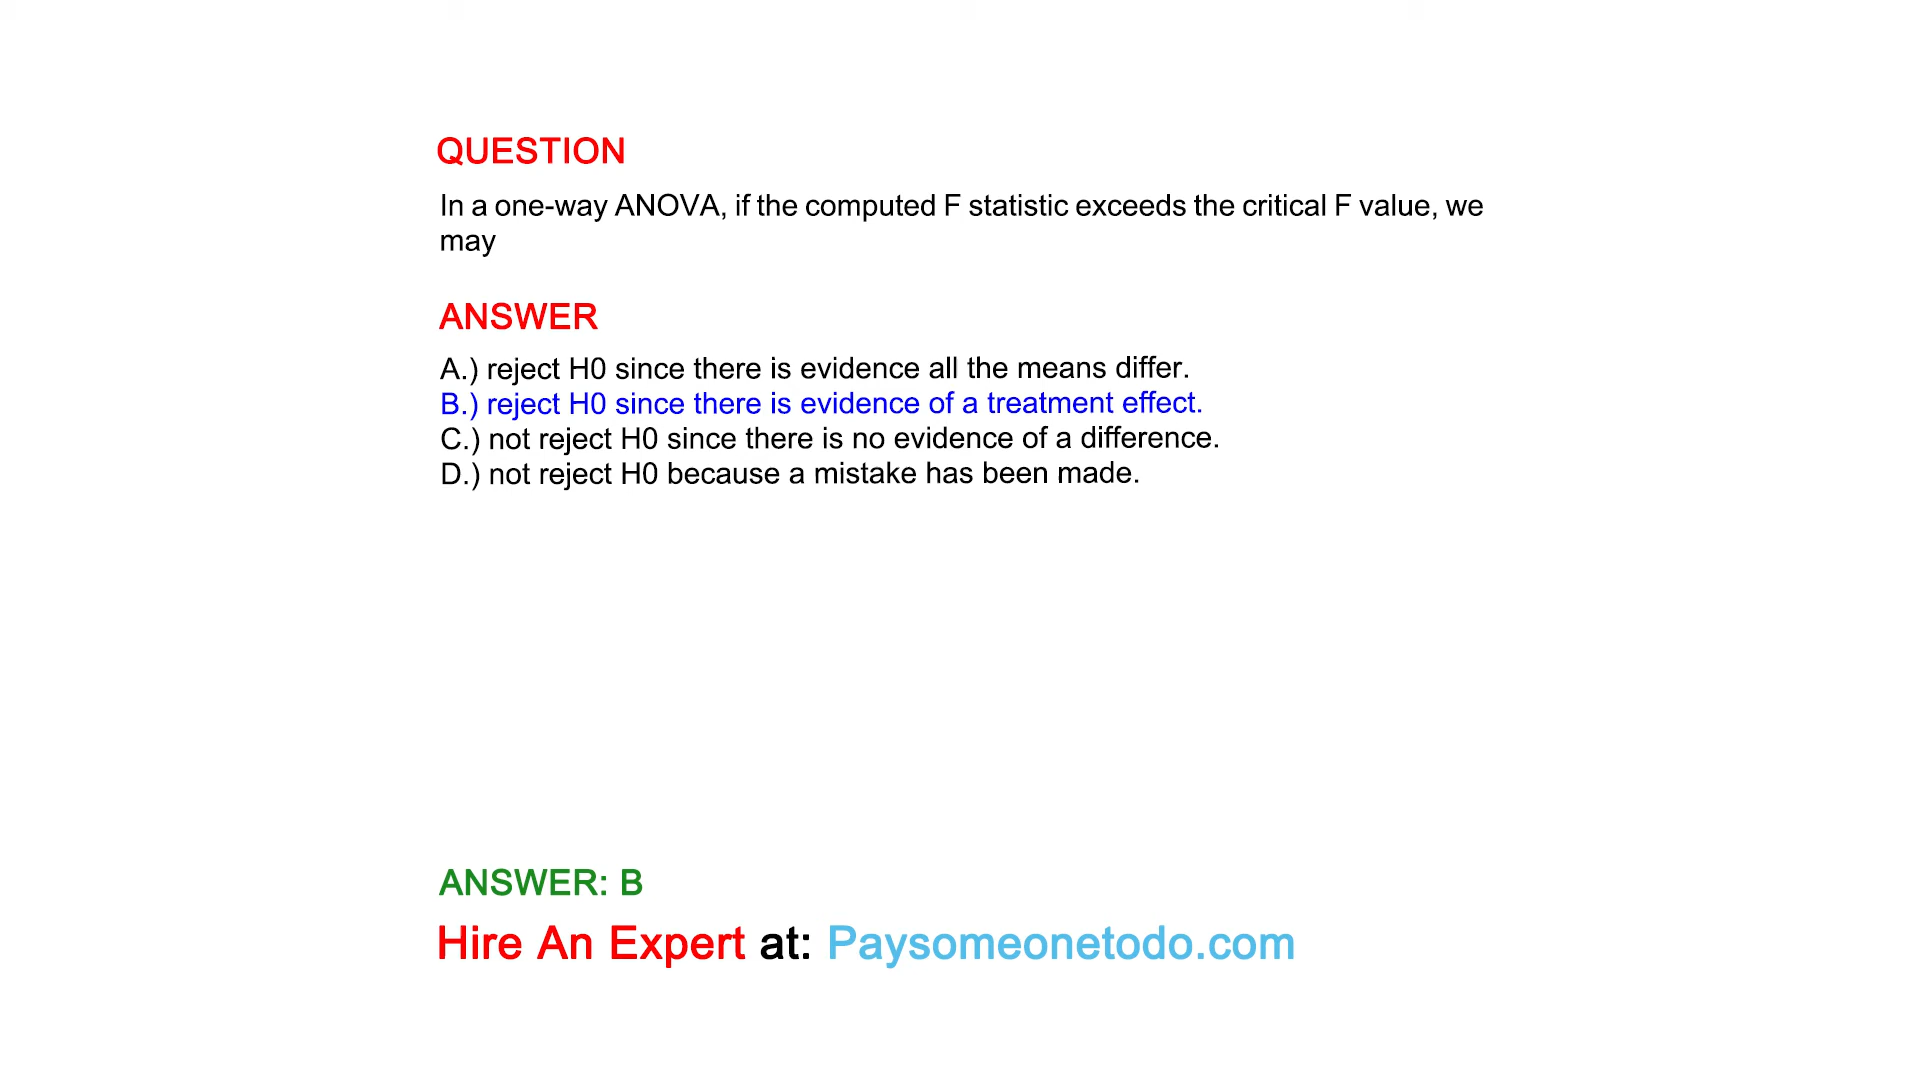 QUESTION
In a one-way ANOVA, if the computed F statistic exceeds the critical F value, we
may
ANSWER
A.) reject H0 since there is evidence all the means differ.
B.) reject H0 since there is evidence of a treatment effect.
C.) not reject H0 since there is no evidence of a difference.
D.) not reject H0 because a mistake has been made.
ANSWER: B
Hire An Expert at: Paysomeonetodo.com